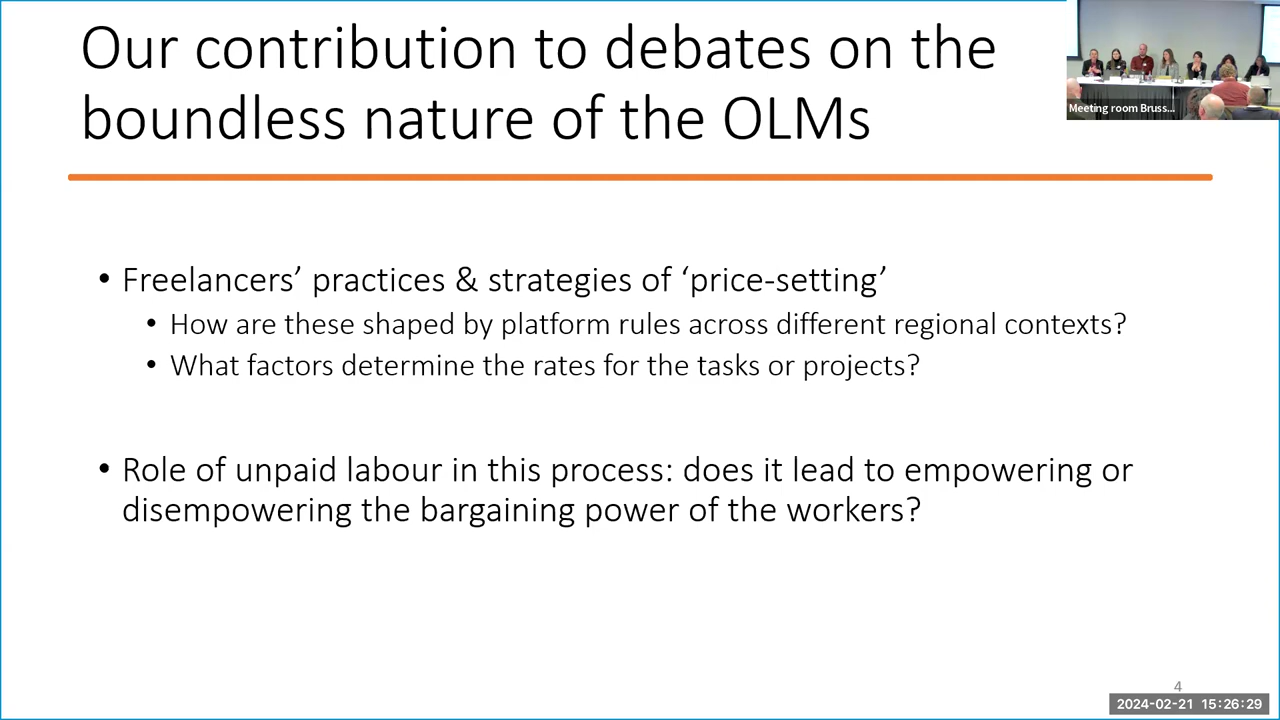 Our contribution to debates on the
boundless nature of the OLMs
Meeting room Bruss...
• Freelancers’ practices & strategies of ‘price-setting’
• How are these shaped by platform rules across different regional contexts?
• What factors determine the rates for the tasks or projects?
• Role of unpaid labour in this process: does it lead to empowering or
disempowering the bargaining power of the workers?
4
2024-02-21 15:26:29